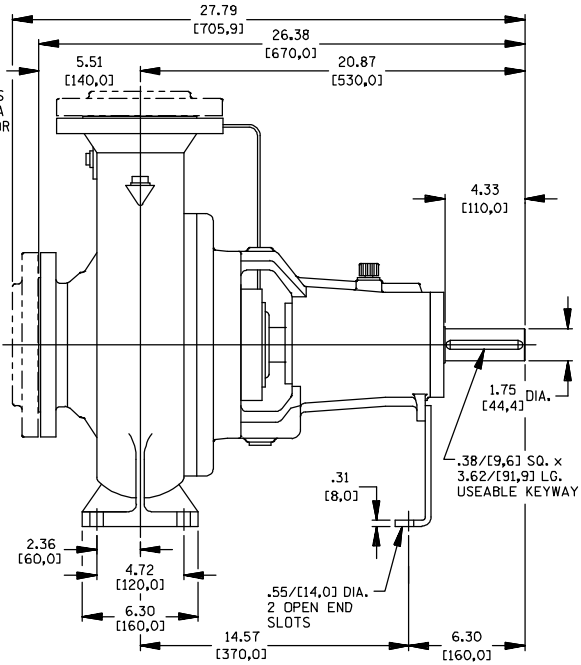 27.79
[705,9]
26.38
[670,0]
5.51
[140,0]
20.87
[530,0]
S
A
OR
4.33
[110,0]
1.75 DIA.
[44,4]
.38/[9,6] SQ. x
3.62/[91,9] LG.
USEABLE KEYWAY
.31
[8,0]
2.36
[60,0]
4.72
[120,0]
.55/[14,0] DIA.
2 OPEN END
SLOTS
6.30
[160,0]
14.57
[370,0]
6.30
[160,0]